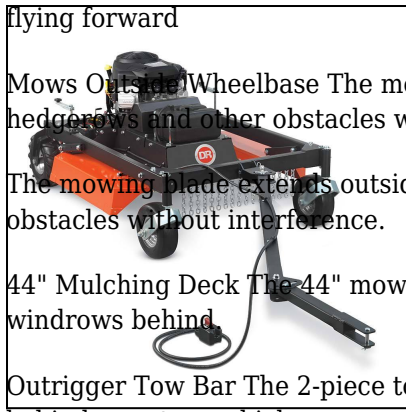 flying forward
Mows Outside Wheelbase The mo
hedgerows and other obstacles w
The mowing blade extends outsid
obstacles without interference.
44" Mulching Deck The 44" mow
windrows behind.
Outrigger Tow Bar The 2-piece to
DR